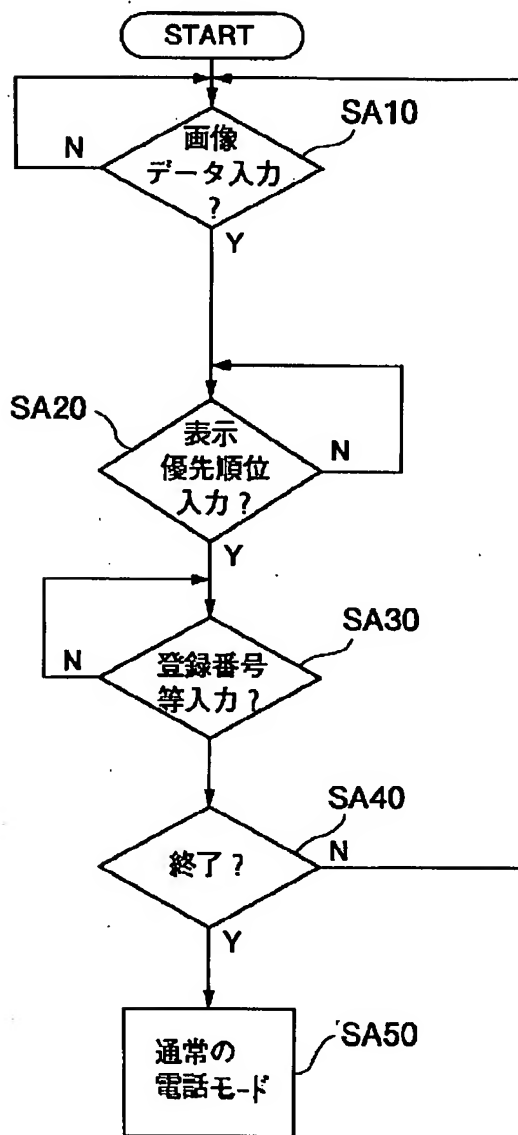 START
SA10
画像
データ入力
?
N
Y
SA20
表示
優先順位
入力?
N
Y
SA30
登録番号
等入力?
N
SA40
終了?
N
Y
SA50
通常の
電話モード